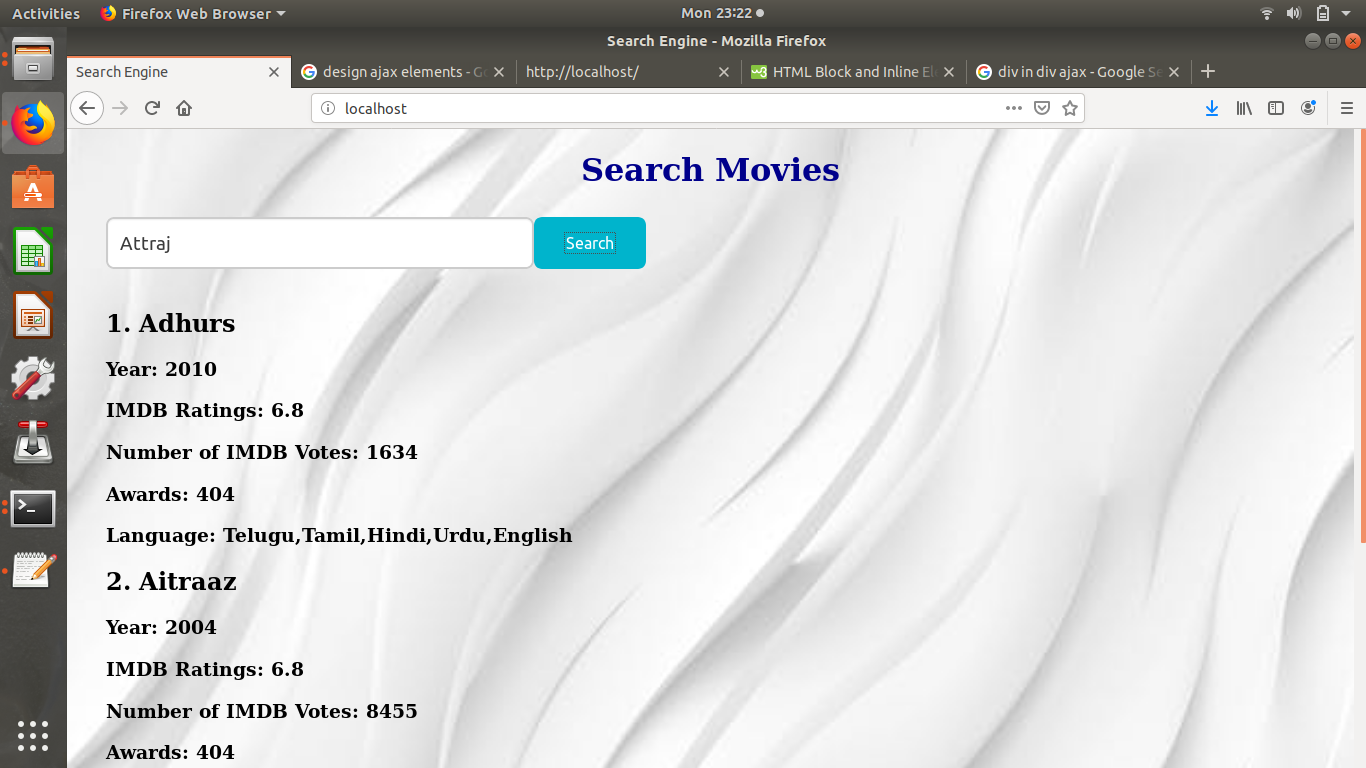 Activities
Firefox Web Browser
Mon 23:22
Search Engine - Mozilla Firefox
Search Engine
design ajax elements - Go
http://localhost/
HTML Block and Inline El
div in div ajax - Google Se
localhost
Search Movies
Attraj
Search
1. Adhurs
Year: 2010
IMDB Ratings: 6.8
Number of IMDB Votes: 1634
Awards: 404
Language: Telugu,Tamil,Hindi,Urdu,English
2. Aitraaz
Year: 2004
IMDB Ratings: 6.8
Number of IMDB Votes: 8455
Awards: 404